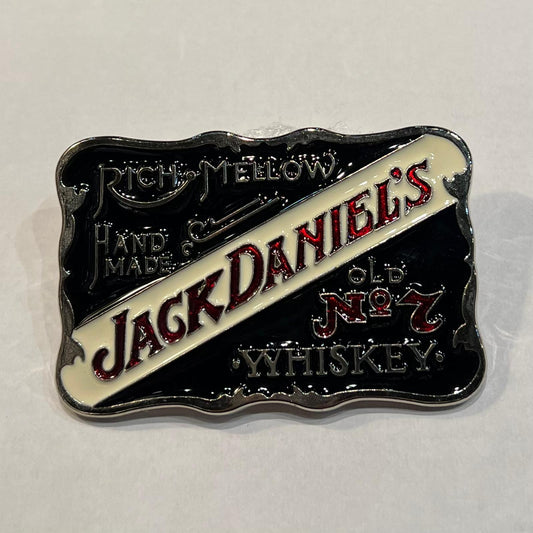 RICH MELLOW
HAND
MADE
JACK DANIEL'S
OLD
Nº 7
WHISKEY